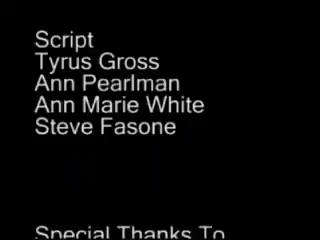 Script
Tyrus Gross
Ann Pearlman
Ann Marie White
Steve Fasone
Special Thanks To